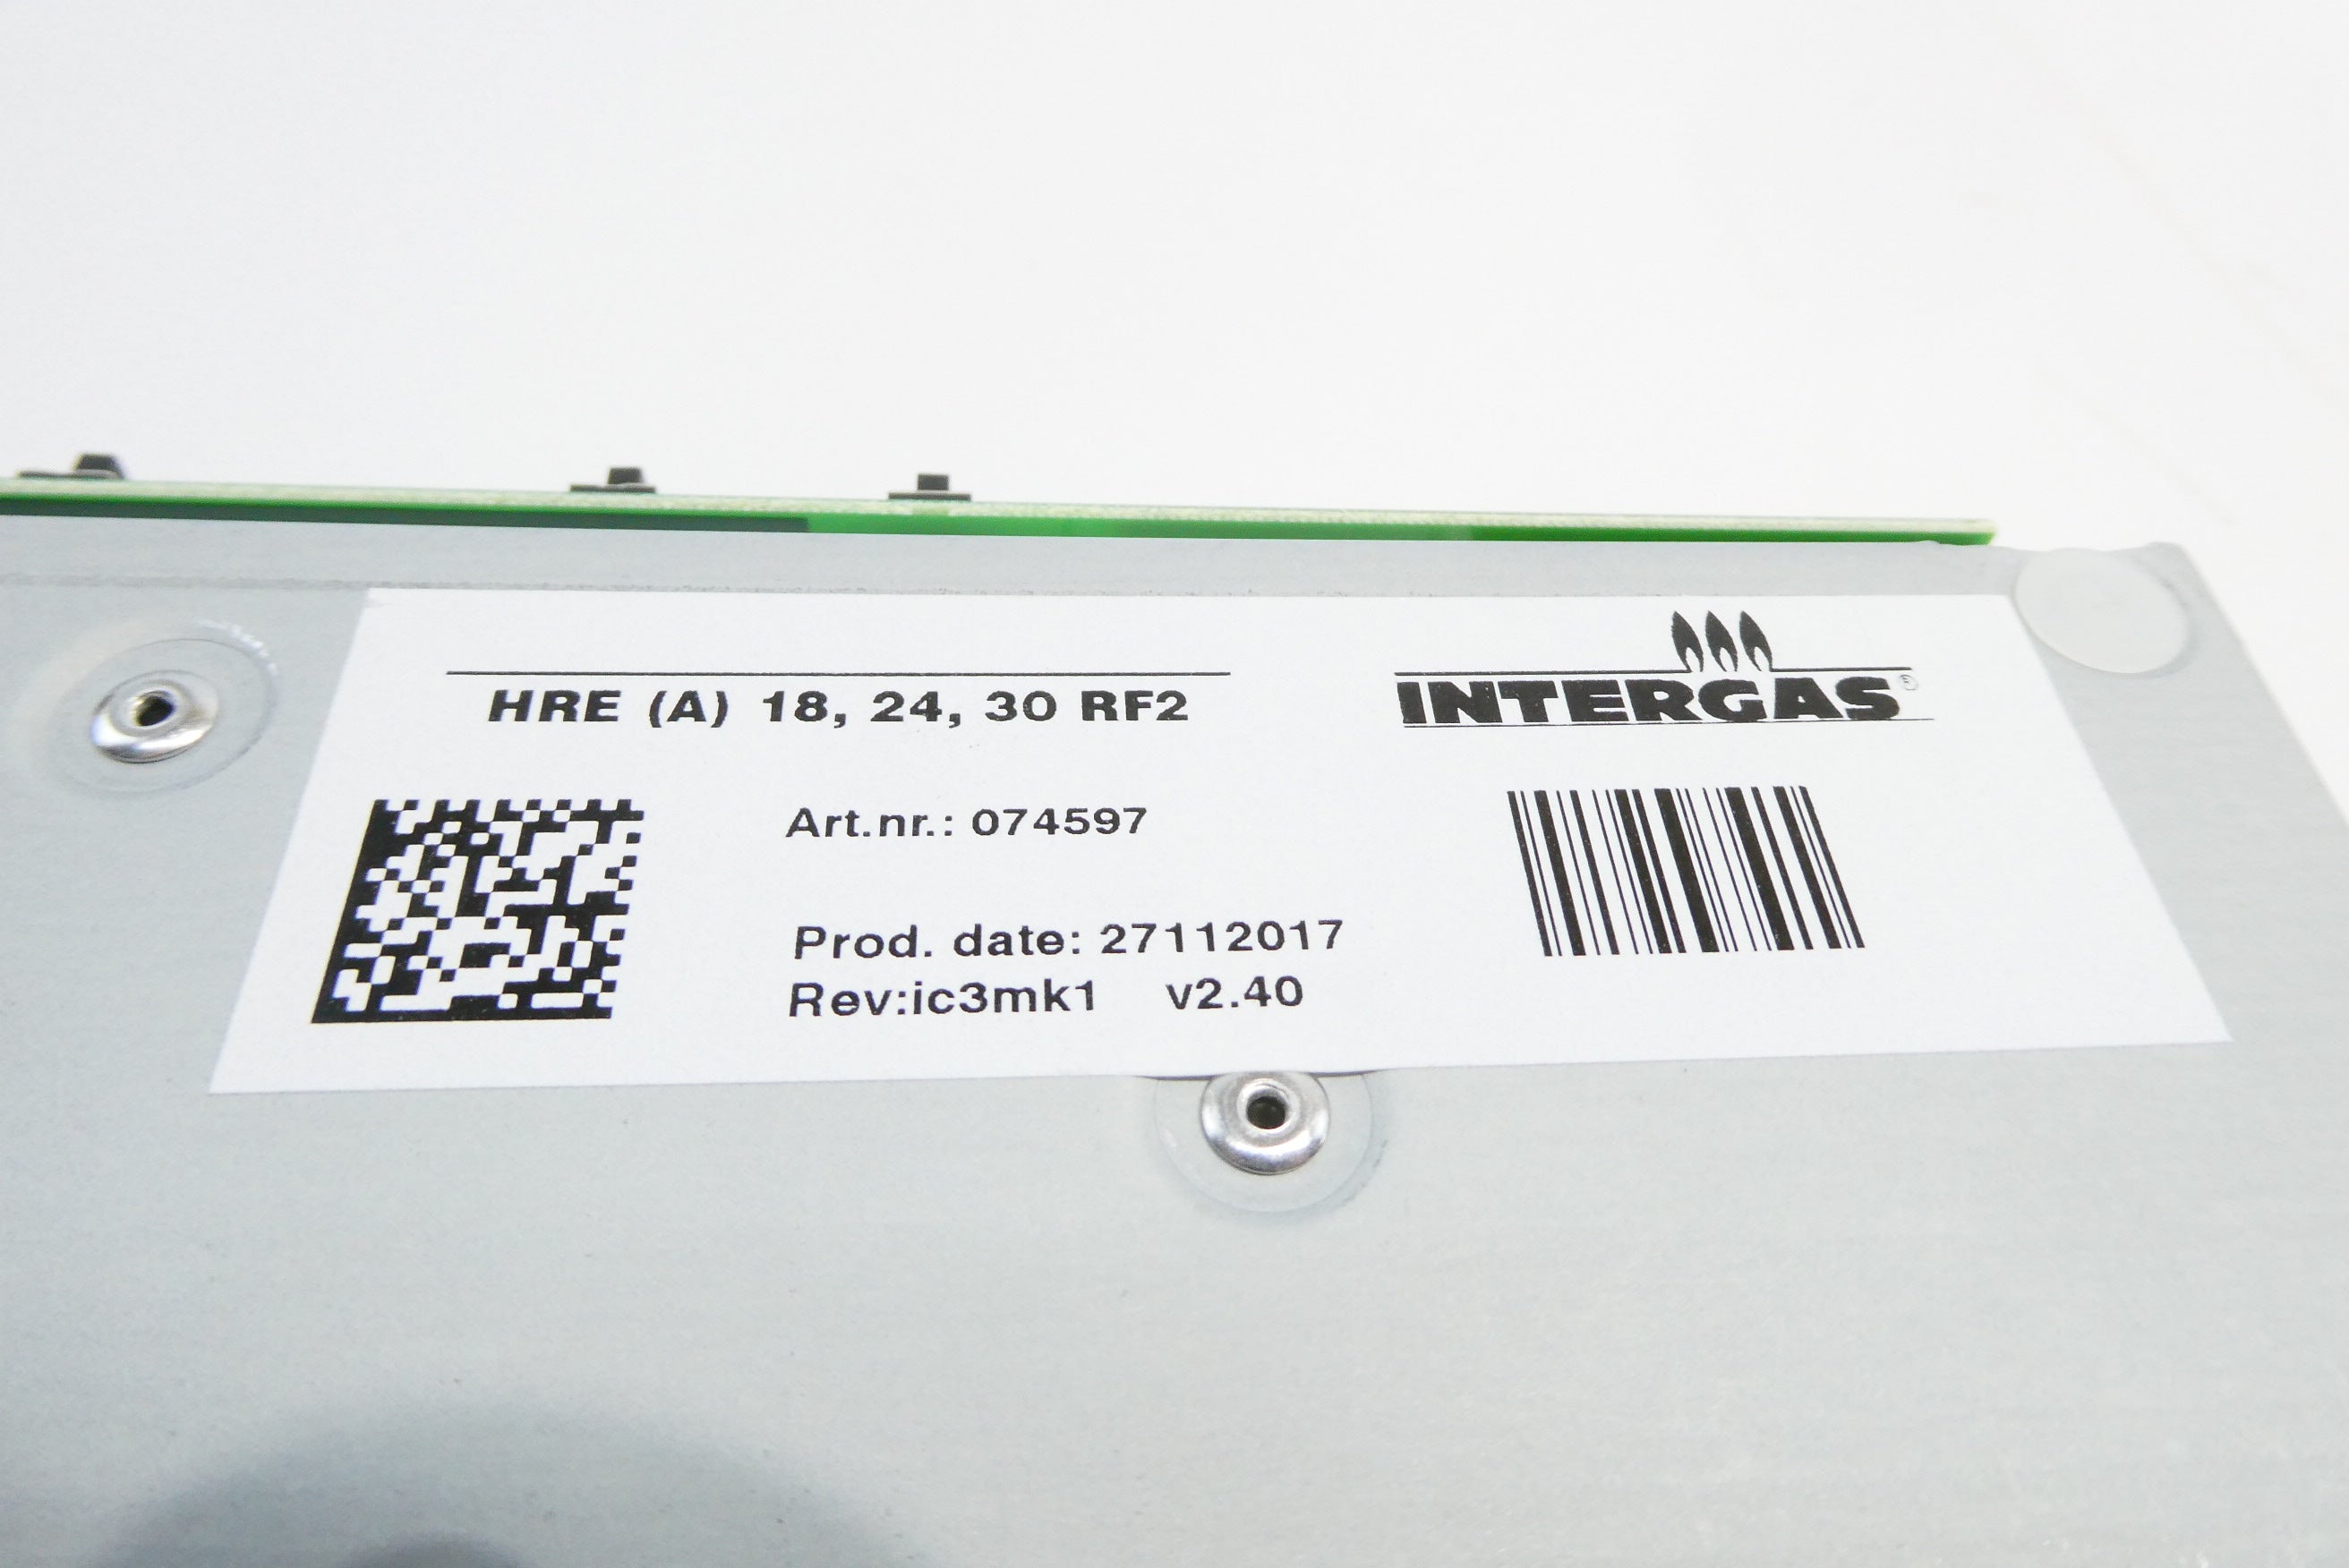 HRE (A) 18, 24, 30 RF2
INTERGAS®
Art.nr.: 074597
Prod. date: 27112017
Rev:ic3mk1 v2.40